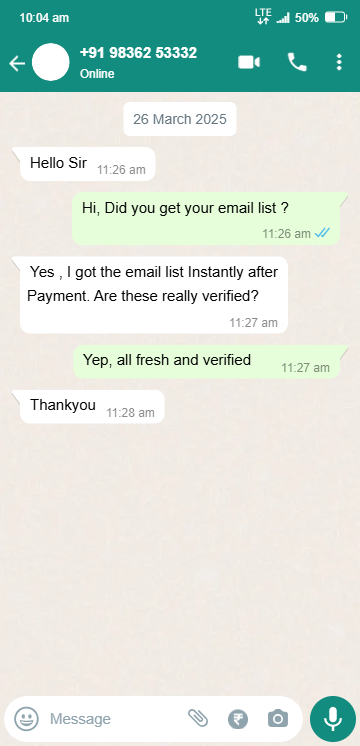 10:04 am LTE 50%
+91 98362 53332
Online
26 March 2025
Hello Sir 11:26 am
Hi, Did you get your email list ?
11:26 am
Yes , I got the email list Instantly after
Payment. Are these really verified?
11:27 am
Yep, all fresh and verified 11:27 am
Thankyou 11:28 am
Message ₹